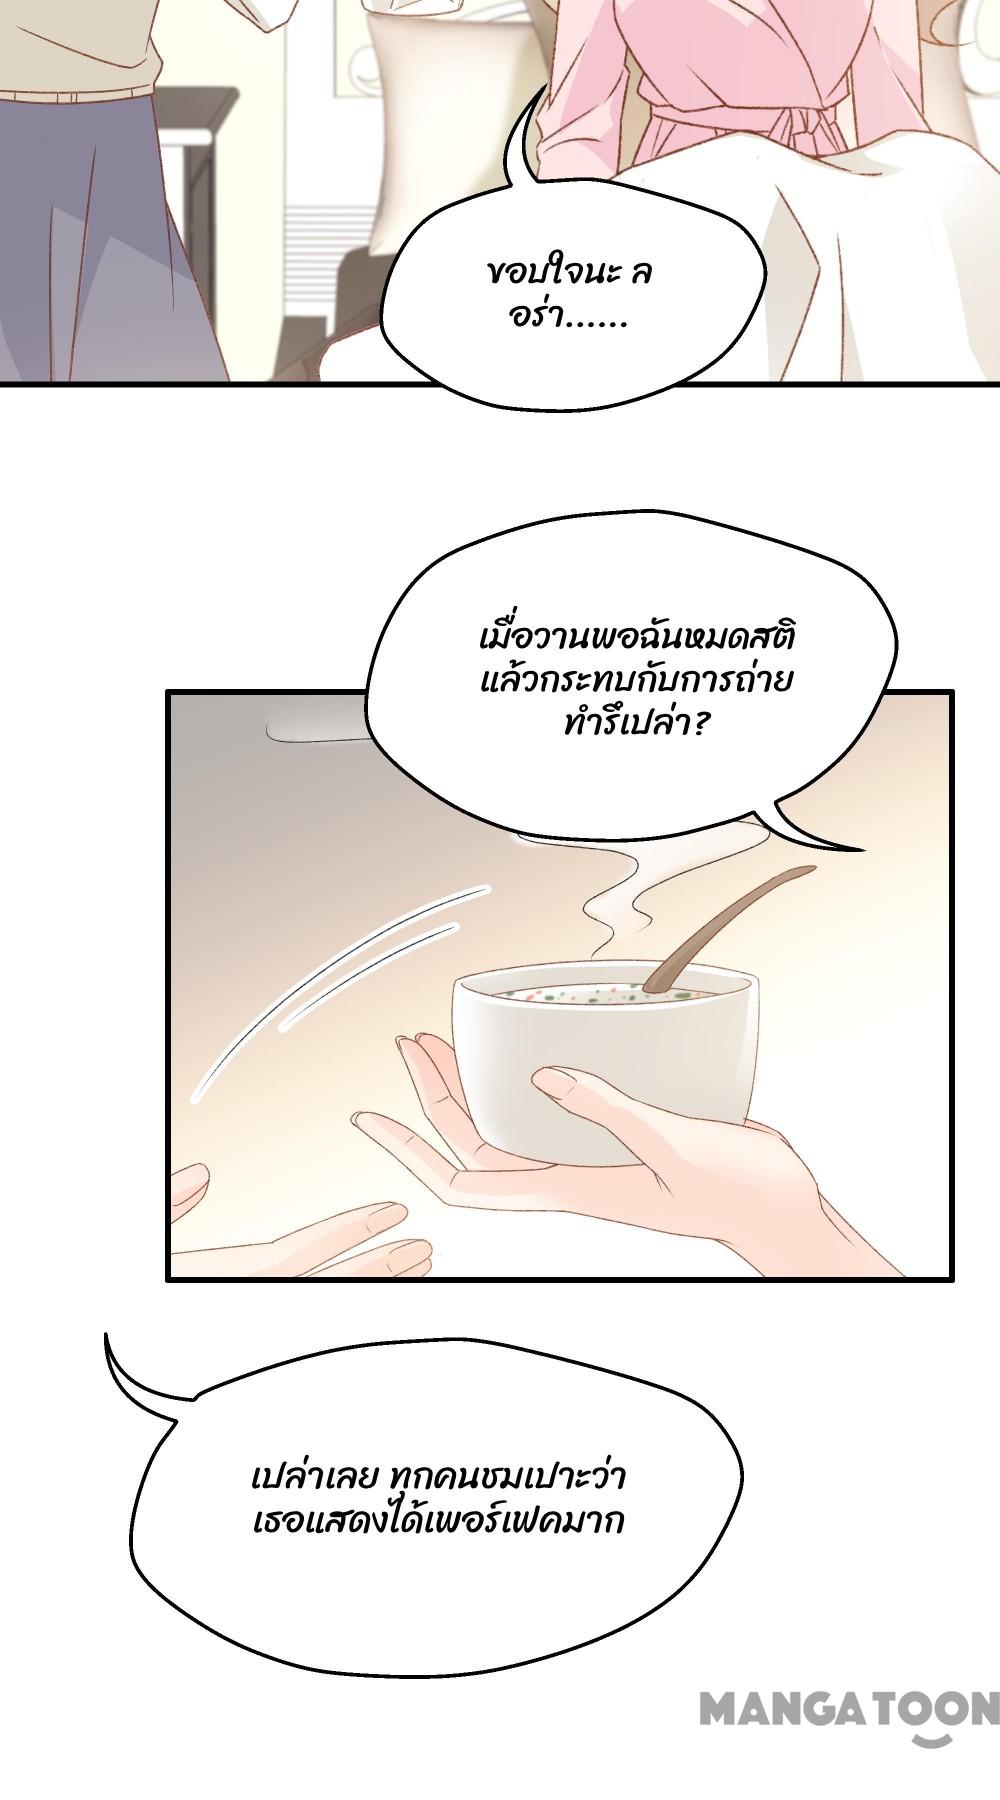 ขอบใจนะ ล
อร่า......
เมื่อวานพอฉันหมดสติ
แล้วกระทบกับการถ่าย
ทำรึเปล่า?
เปล่าเลย ทุกคนชมเปาะว่า
เธอแสดงได้เพอร์เฟคมาก
MANGATOON